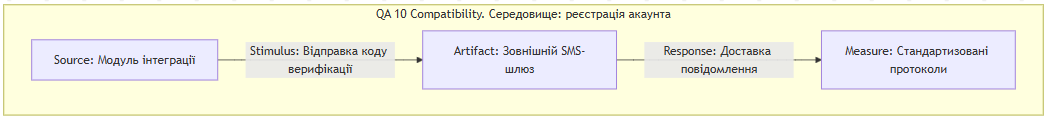 QA 10 Compatibility. Середовище: реєстрація акаунта
Source: Модуль інтеграції
Stimulus: Відправка коду
верифікації
Artifact: Зовнішній SMS-
шлюз
Response: Доставка
повідомлення
Measure: Стандартизовані
протоколи